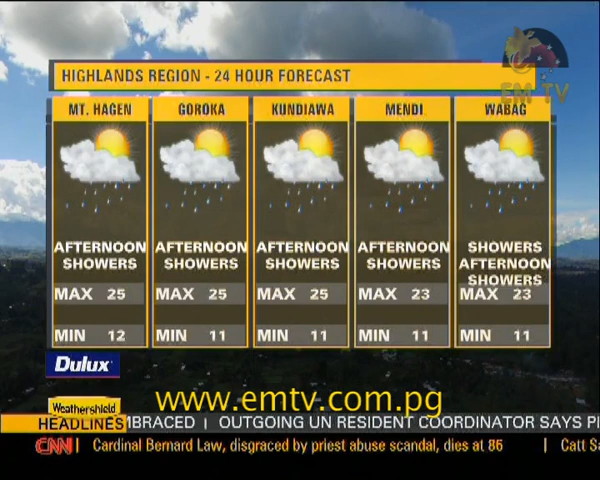 EM TV
HIGHLANDS REGION - 24 HOUR FORECAST
MT. HAGEN
AFTERNOON
SHOWERS
MAX 25
MIN 12
GOROKA
AFTERNOON
SHOWERS
MAX 25
MIN 11
KUNDIAWA
AFTERNOON
SHOWERS
MAX 25
MIN 11
MENDI
AFTERNOON
SHOWERS
MAX 23
MIN 11
WABAG
SHOWERS
AFTERNOON
SHOWERS
MAX 23
MIN 11
Dulux
Weathershield
www.emtv.com.pg
HEADLINES MBRACED | OUTGOING UN RESIDENT COORDINATOR SAYS
CNN | Cardinal Bernard Law, disgraced by priest abuse scandal, dies at 86 | Catt